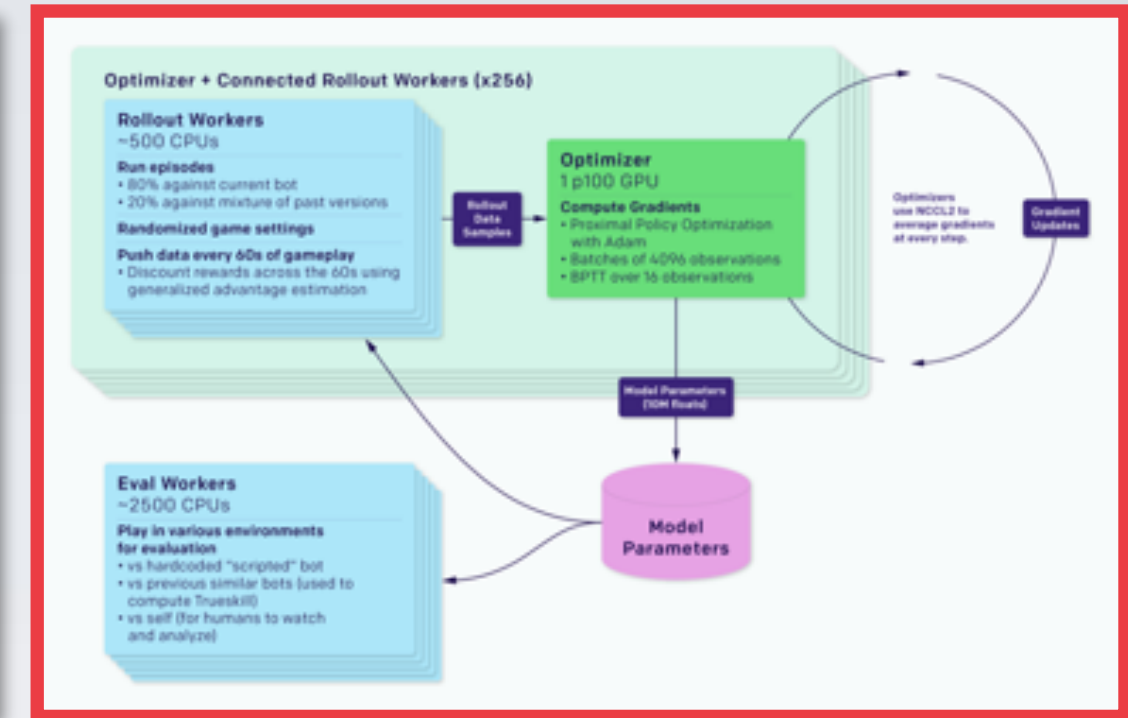 Optimizer + Connected Rollout Workers (x256)
Rollout Workers
~500 CPUs
Run episodes
• 80% against current bot
• 20% against mixture of past versions
Randomized game settings
Push data every 60s of gameplay
• Discount rewards across the 60s using
generalized advantage estimation
Rollout
Data
Samples
Optimizer
1 p100 GPU
Compute Gradients
• Proximal Policy Optimization
with Adam
• Batches of 4096 observations
• BPTT over 16 observations
Optimizers
use NCCL2 to
average gradients
at every step.
Gradient
Updates
Model Parameters
(10M floats)
Eval Workers
~2500 CPUs
Play in various environments
for evaluation
• vs hardcoded "scripted" bot
• vs previous similar bots (used to
compute Trueskill)
• vs self (for humans to watch
and analyze)
Model
Parameters